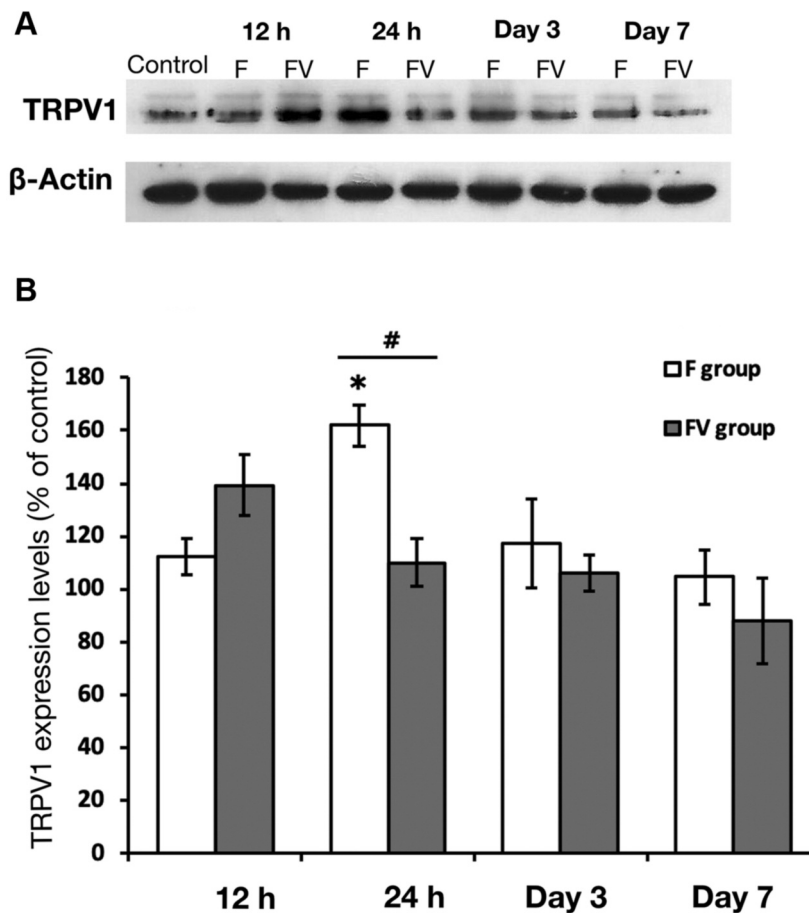 A
12 h 24 h Day 3 Day 7
Control F FV F FV F FV F FV
TRPV1
β-Actin
B
#
*
F group
FV group
TRPV1 expression levels (% of control)
180
160
140
120
100
80
60
40
20
0
12 h 24 h Day 3 Day 7